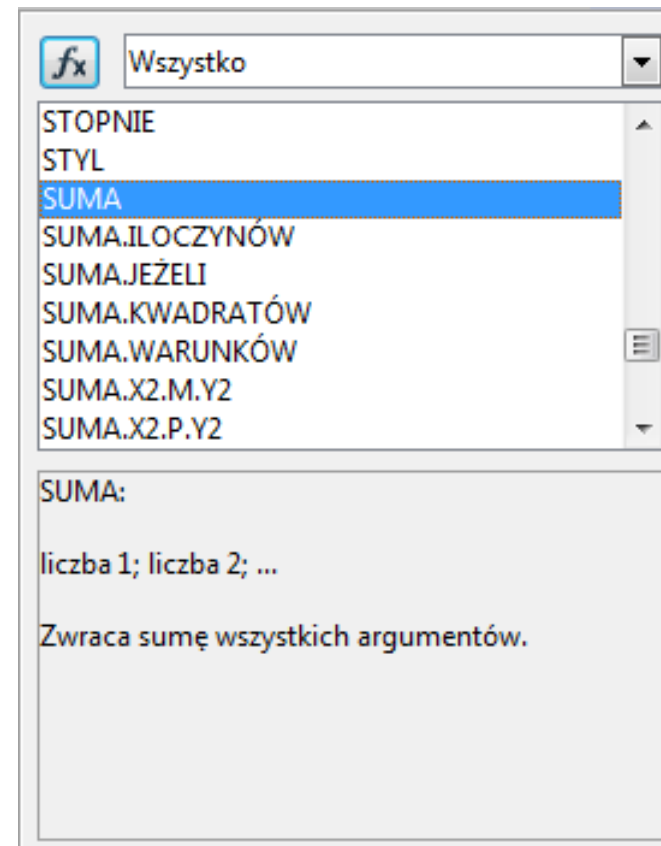 fx Wszystko
STOPNIE
STYL
SUMA
SUMA.ILOCZYNÓW
SUMA.JEŻELI
SUMA.KWADRATÓW
SUMA.WARUNKÓW
SUMA.X2.M.Y2
SUMA.X2.P.Y2
SUMA:
liczba 1; liczba 2; ...
Zwraca sumę wszystkich argumentów.